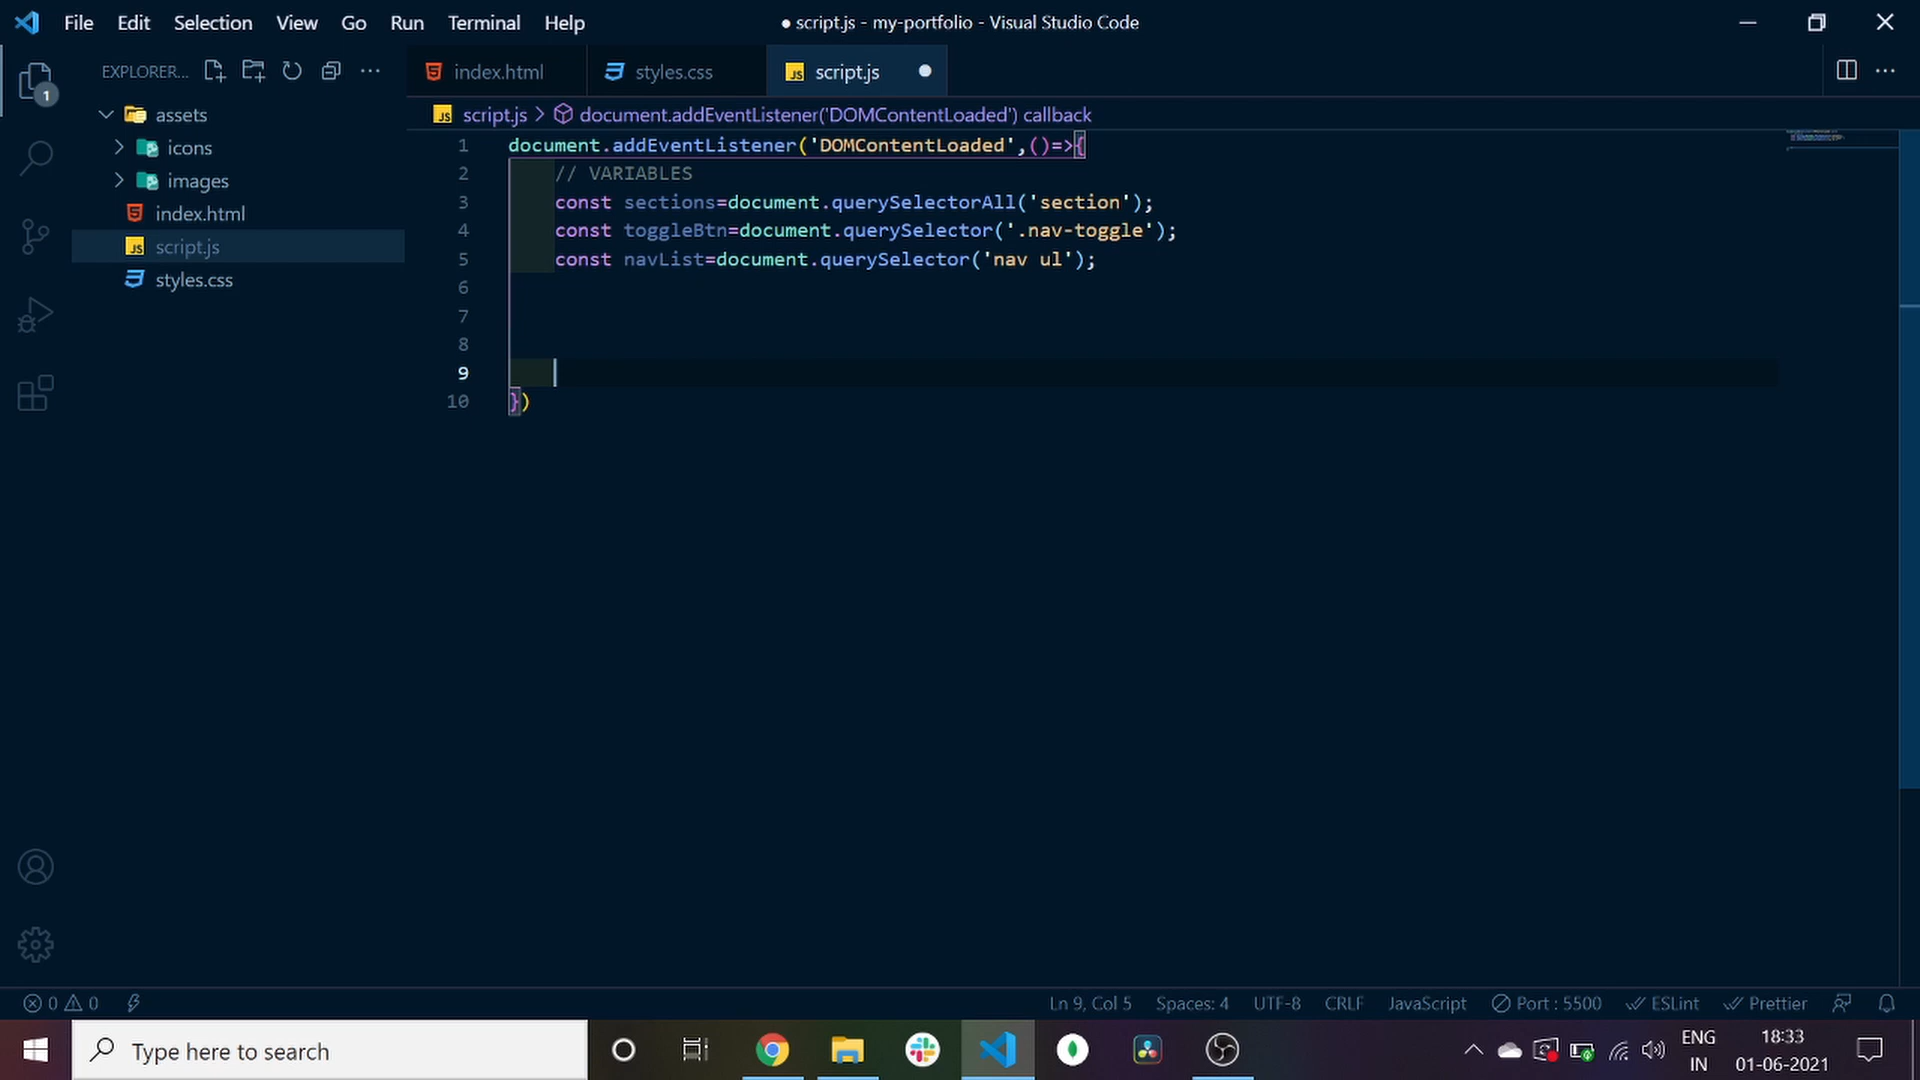 File Edit Selection View Go Run Terminal Help
● script.js - my-portfolio - Visual Studio Code
EXPLORER...
1
assets
icons
images
index.html
script.js
styles.css
index.html
styles.css
JS script.js
JS script.js > document.addEventListener('DOMContentLoaded') callback
1 document.addEventListener('DOMContentLoaded',()=>{
2 // VARIABLES
3 const sections=document.querySelectorAll('section');
4 const toggleBtn=document.querySelector('.nav-toggle');
5 const navList=document.querySelector('nav ul');
6
7
8
9
10 })
0 0
Ln 9, Col 5 Spaces: 4 UTF-8 CRLF JavaScript Port : 5500 ESLint Prettier
Type here to search
ENG
IN
18:33
01-06-2021